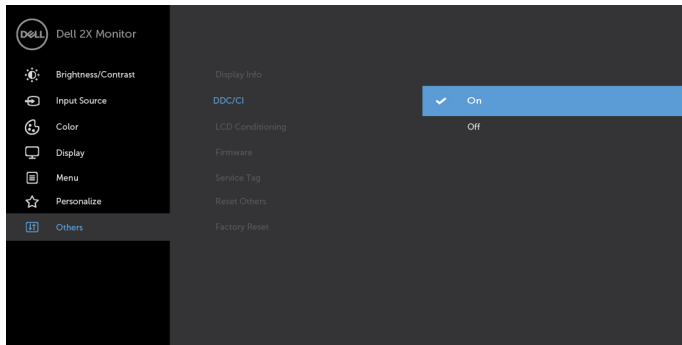 DELL
Dell 2X Monitor
Brightness/Contrast
Input Source
Color
Display
Menu
Personalize
Others
Display Info
DDC/CI
LCD Conditioning
Firmware
Service Tag
Reset Others
Factory Reset
On
Off